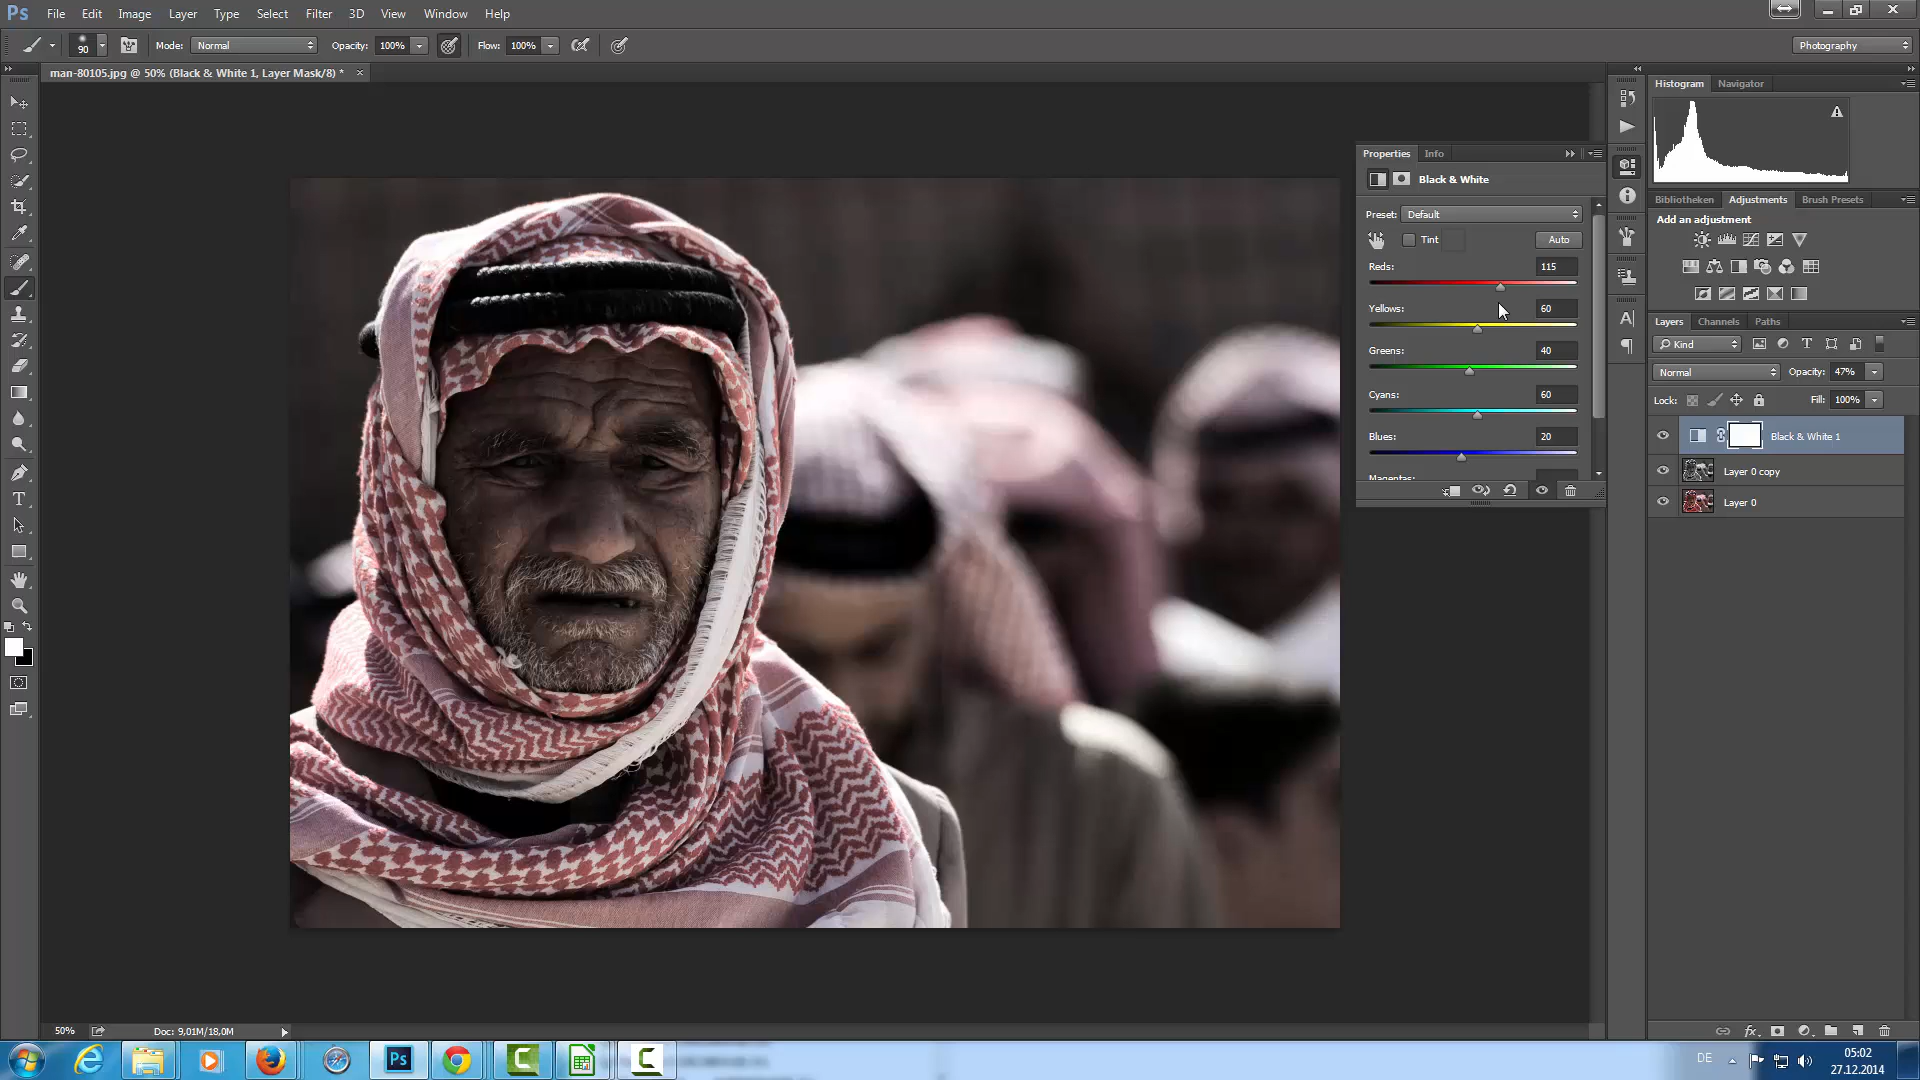 Ps File Edit Image Layer Type Select Filter 3D View Window Help
90 Mode: Normal Opacity: 100% Flow: 100% Photography
man-80105.jpg @ 50% (Black & White 1, Layer Mask/8) *
Histogram Navigator
Properties Info
Black & White
Preset: Default
Tint Auto
Reds: 115
Yellows: 60
Greens: 40
Cyans: 60
Blues: 20
Magentas:
Bibliotheken Adjustments Brush Presets
Add an adjustment
Layers Channels Paths
Kind
Normal Opacity: 47%
Lock: Fill: 100%
Black & White 1
Layer 0 copy
Layer 0
50% Doc: 9,01M/18,0M
DE
05:02
27.12.2014